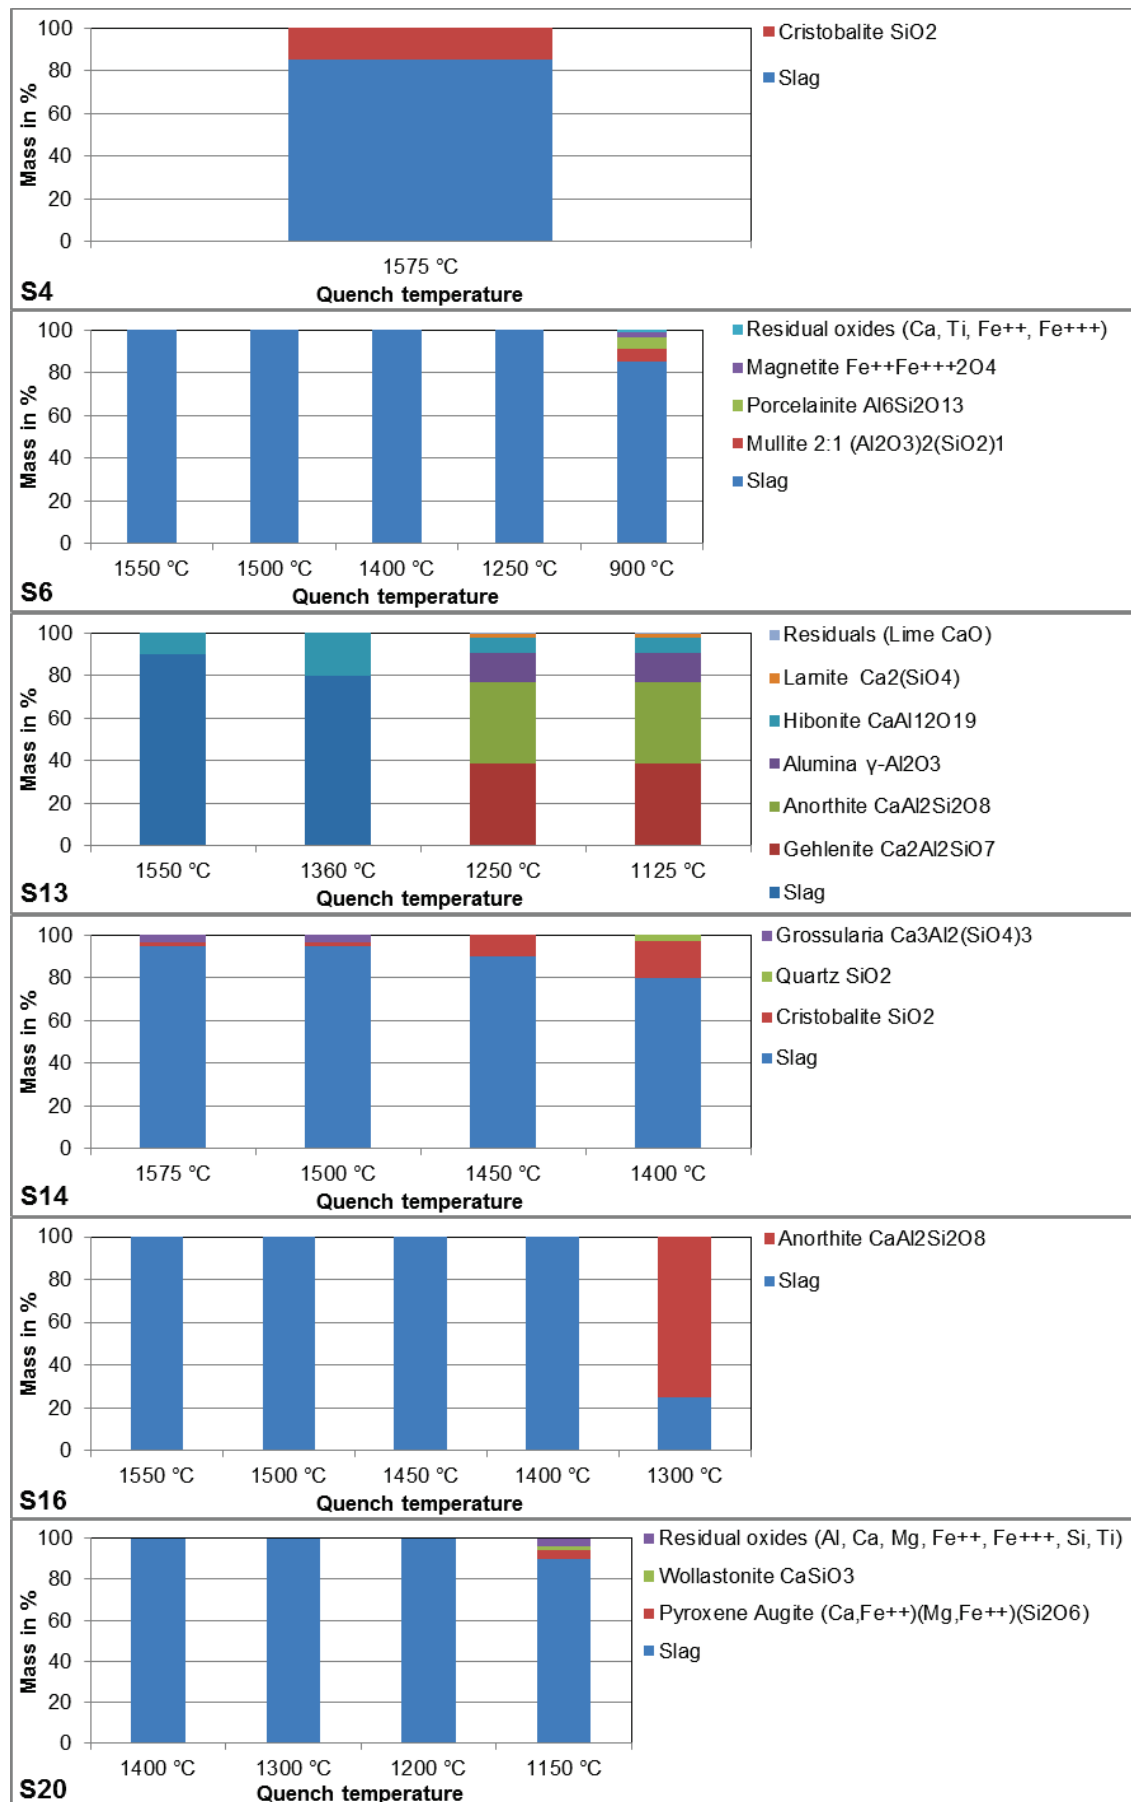 100
80
60
40
20
0
Mass in %
1575 °C
Quench temperature
S4
Cristobalite SiO2
Slag
100
80
60
40
20
0
Mass in %
1550 °C 1500 °C 1400 °C 1250 °C 900 °C
Quench temperature
S6
Residual oxides (Ca, Ti, Fe++, Fe+++)
Magnetite Fe++Fe+++2O4
Porcelainite Al6Si2O13
Mullite 2:1 (Al2O3)2(SiO2)1
Slag
100
80
60
40
20
0
Mass in %
1550 °C 1360 °C 1250 °C 1125 °C
Quench temperature
S13
Residuals (Lime CaO)
Larnite Ca2(SiO4)
Hibonite CaAl12O19
Alumina γ-Al2O3
Anorthite CaAl2Si2O8
Gehlenite Ca2Al2SiO7
Slag
100
80
60
40
20
0
Mass in %
1575 °C 1500 °C 1450 °C 1400 °C
Quench temperature
S14
Grossularia Ca3Al2(SiO4)3
Quartz SiO2
Cristobalite SiO2
Slag
100
80
60
40
20
0
Mass in %
1550 °C 1500 °C 1450 °C 1400 °C 1300 °C
Quench temperature
S16
Anorthite CaAl2Si2O8
Slag
100
80
60
40
20
0
Mass in %
1400 °C 1300 °C 1200 °C 1150 °C
Quench temperature
S20
Residual oxides (Al, Ca, Mg, Fe++, Fe+++, Si, Ti)
Wollastonite CaSiO3
Pyroxene Augite (Ca,Fe++)(Mg,Fe++)(Si2O6)
Slag